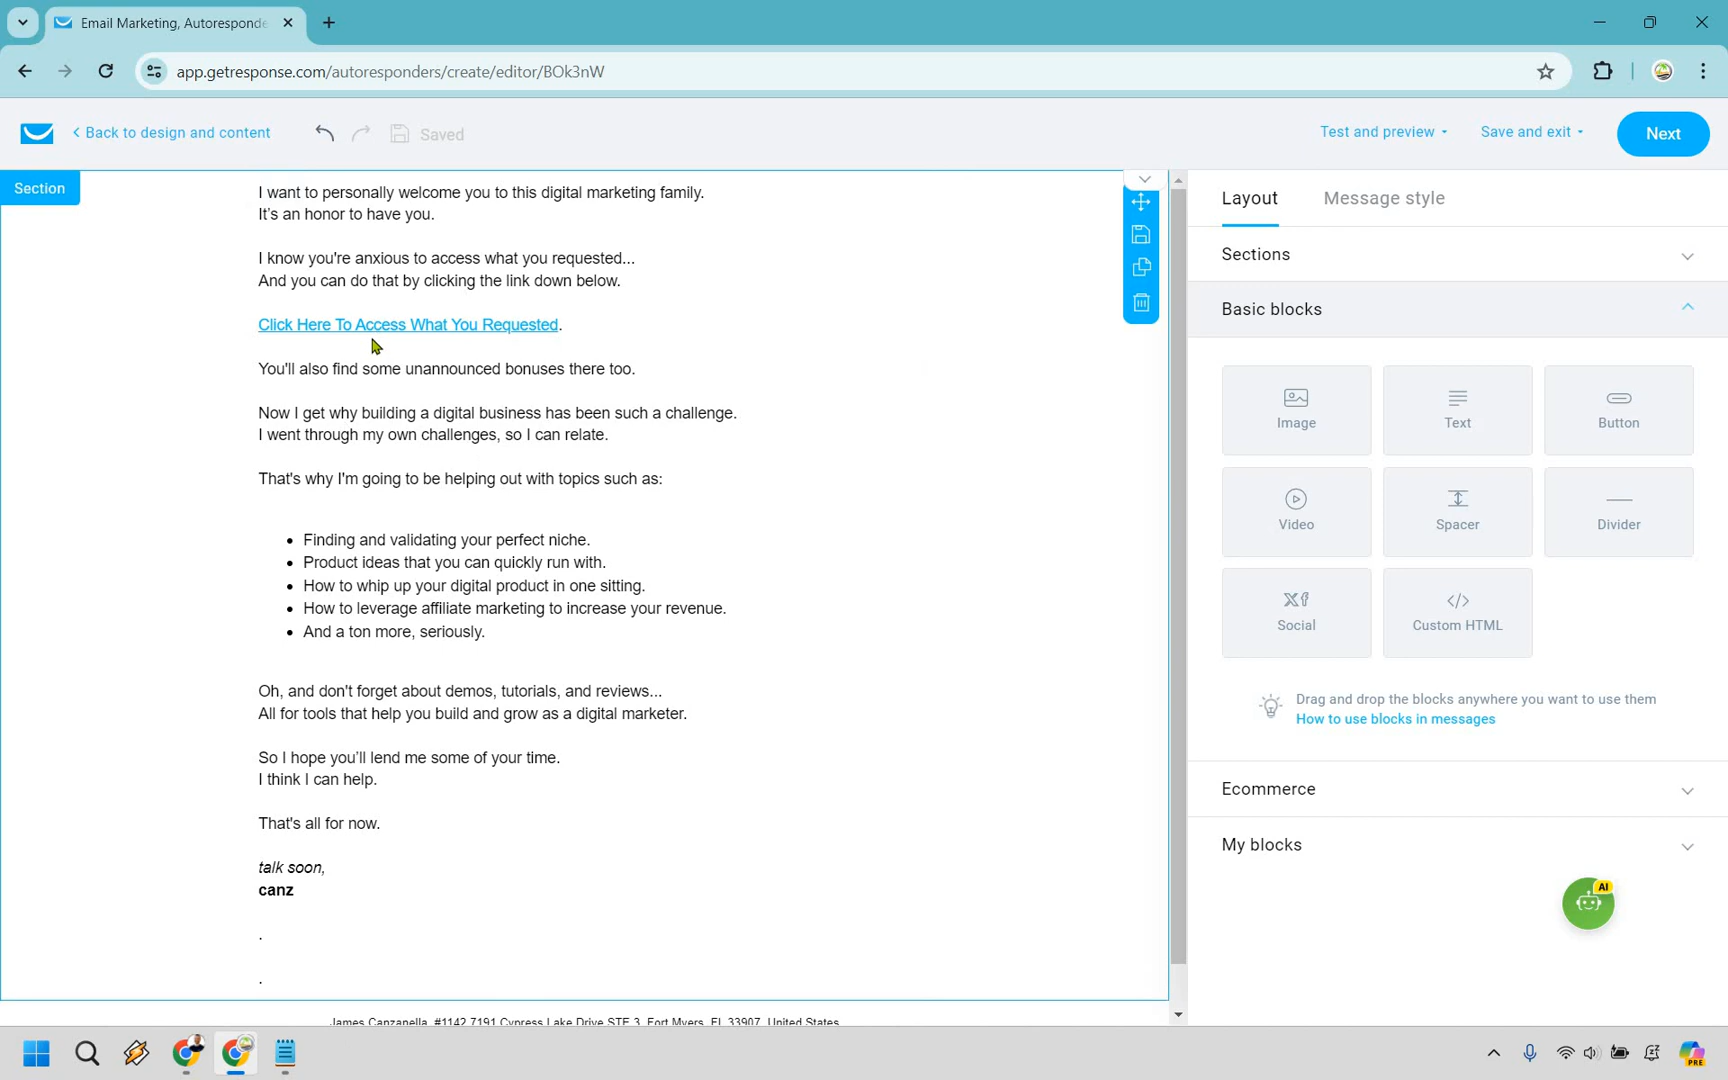 Email Marketing, Autoresponde
app.getresponse.com/autoresponders/create/editor/BOk3nW
Back to design and content
Saved
Test and preview
Save and exit
Next
Section
I want to personally welcome you to this digital marketing family.
It's an honor to have you.
I know you're anxious to access what you requested...
And you can do that by clicking the link down below.
Click Here To Access What You Requested.
You'll also find some unannounced bonuses there too.
Now I get why building a digital business has been such a challenge.
I went through my own challenges, so I can relate.
That's why I'm going to be helping out with topics such as:
• Finding and validating your perfect niche.
• Product ideas that you can quickly run with.
• How to whip up your digital product in one sitting.
• How to leverage affiliate marketing to increase your revenue.
• And a ton more, seriously.
Oh, and don't forget about demos, tutorials, and reviews...
All for tools that help you build and grow as a digital marketer.
So I hope you'll lend me some of your time.
I think I can help.
That's all for now.
talk soon,
canz
.
.
James Canzanella, #1142 7191 Cypress Lake Drive STE 3, Fort Myers, FL 33907, United States
Layout
Message style
Sections
Basic blocks
Image
Text
Button
Video
Spacer
Divider
Social
Custom HTML
Drag and drop the blocks anywhere you want to use them
How to use blocks in messages
Ecommerce
My blocks
AI
PRE